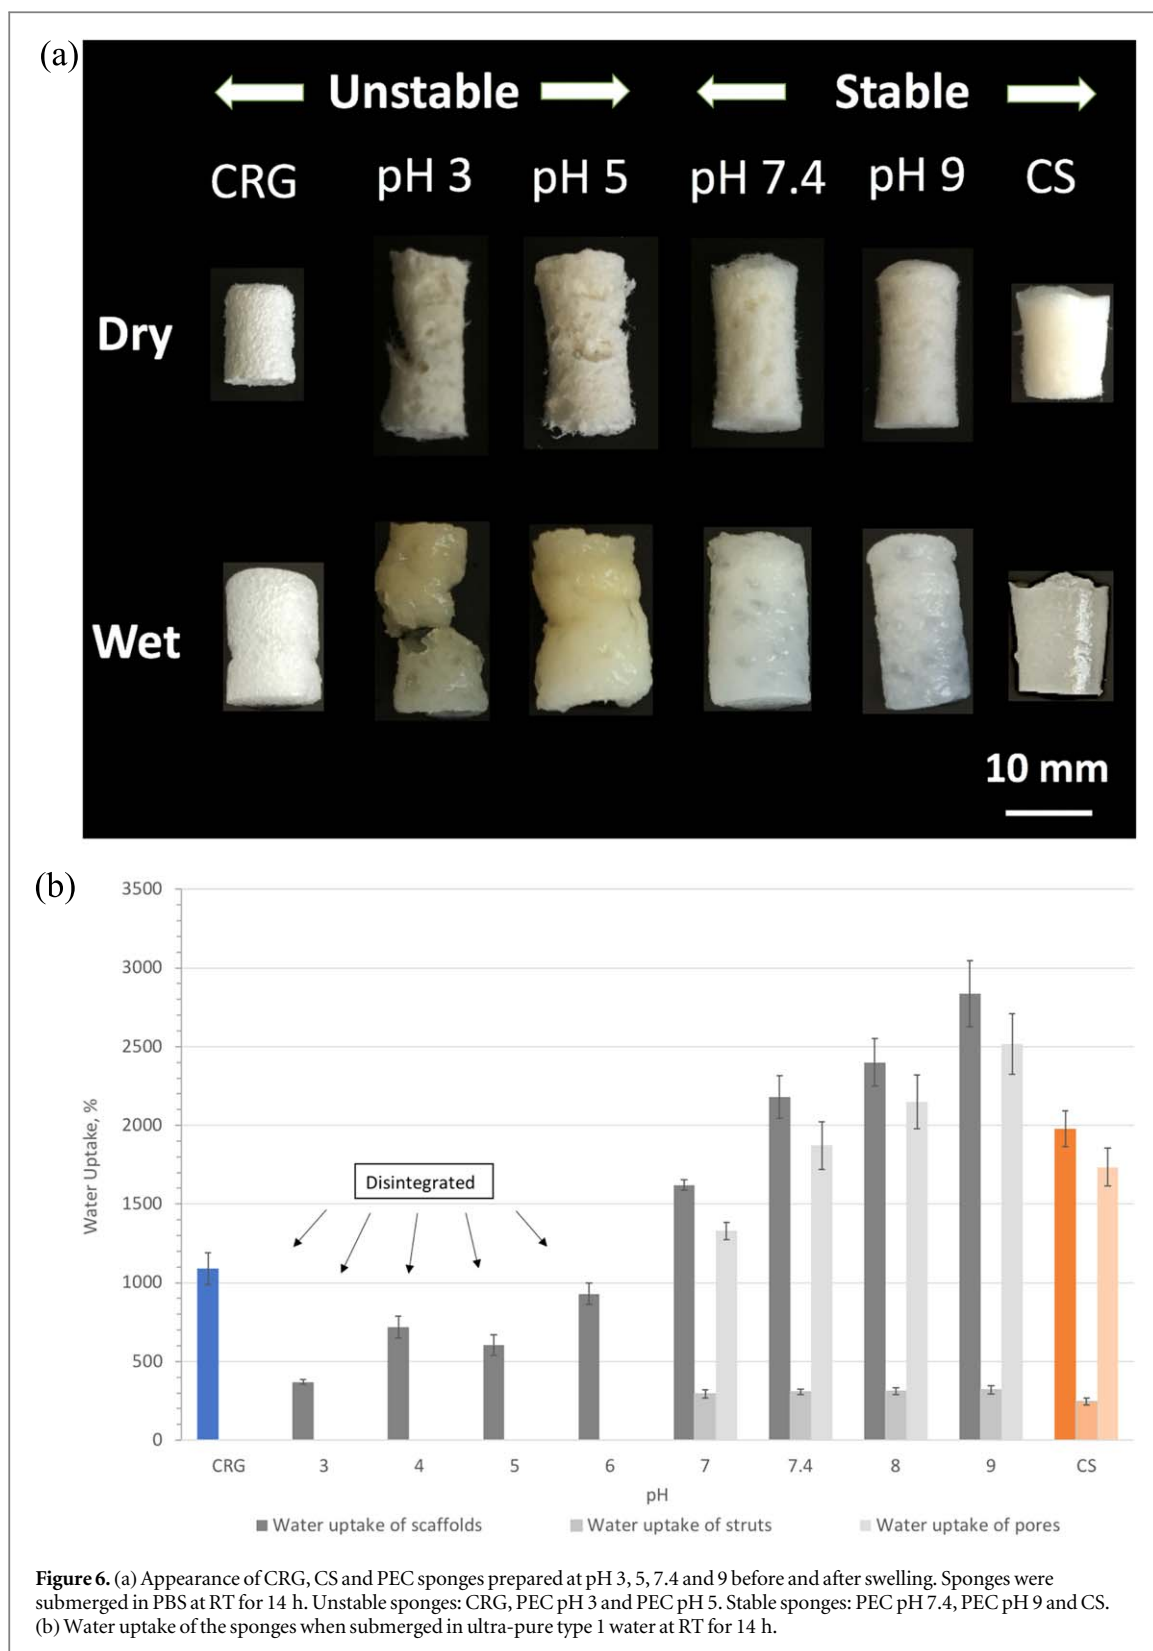 (a)
Unstable Stable
CRG pH 3 pH 5 pH 7.4 pH 9 CS
Dry
Wet
10 mm
(b)
3500
3000
2500
2000
1500
1000
500
0
Water Uptake, %
Disintegrated
CRG 3 4 5 6 7 7.4 8 9 CS
pH
Water uptake of scaffolds Water uptake of struts Water uptake of pores
Figure 6. (a) Appearance of CRG, CS and PEC sponges prepared at pH 3, 5, 7.4 and 9 before and after swelling. Sponges were
submerged in PBS at RT for 14 h. Unstable sponges: CRG, PEC pH 3 and PEC pH 5. Stable sponges: PEC pH 7.4, PEC pH 9 and CS.
(b) Water uptake of the sponges when submerged in ultra-pure type 1 water at RT for 14 h.